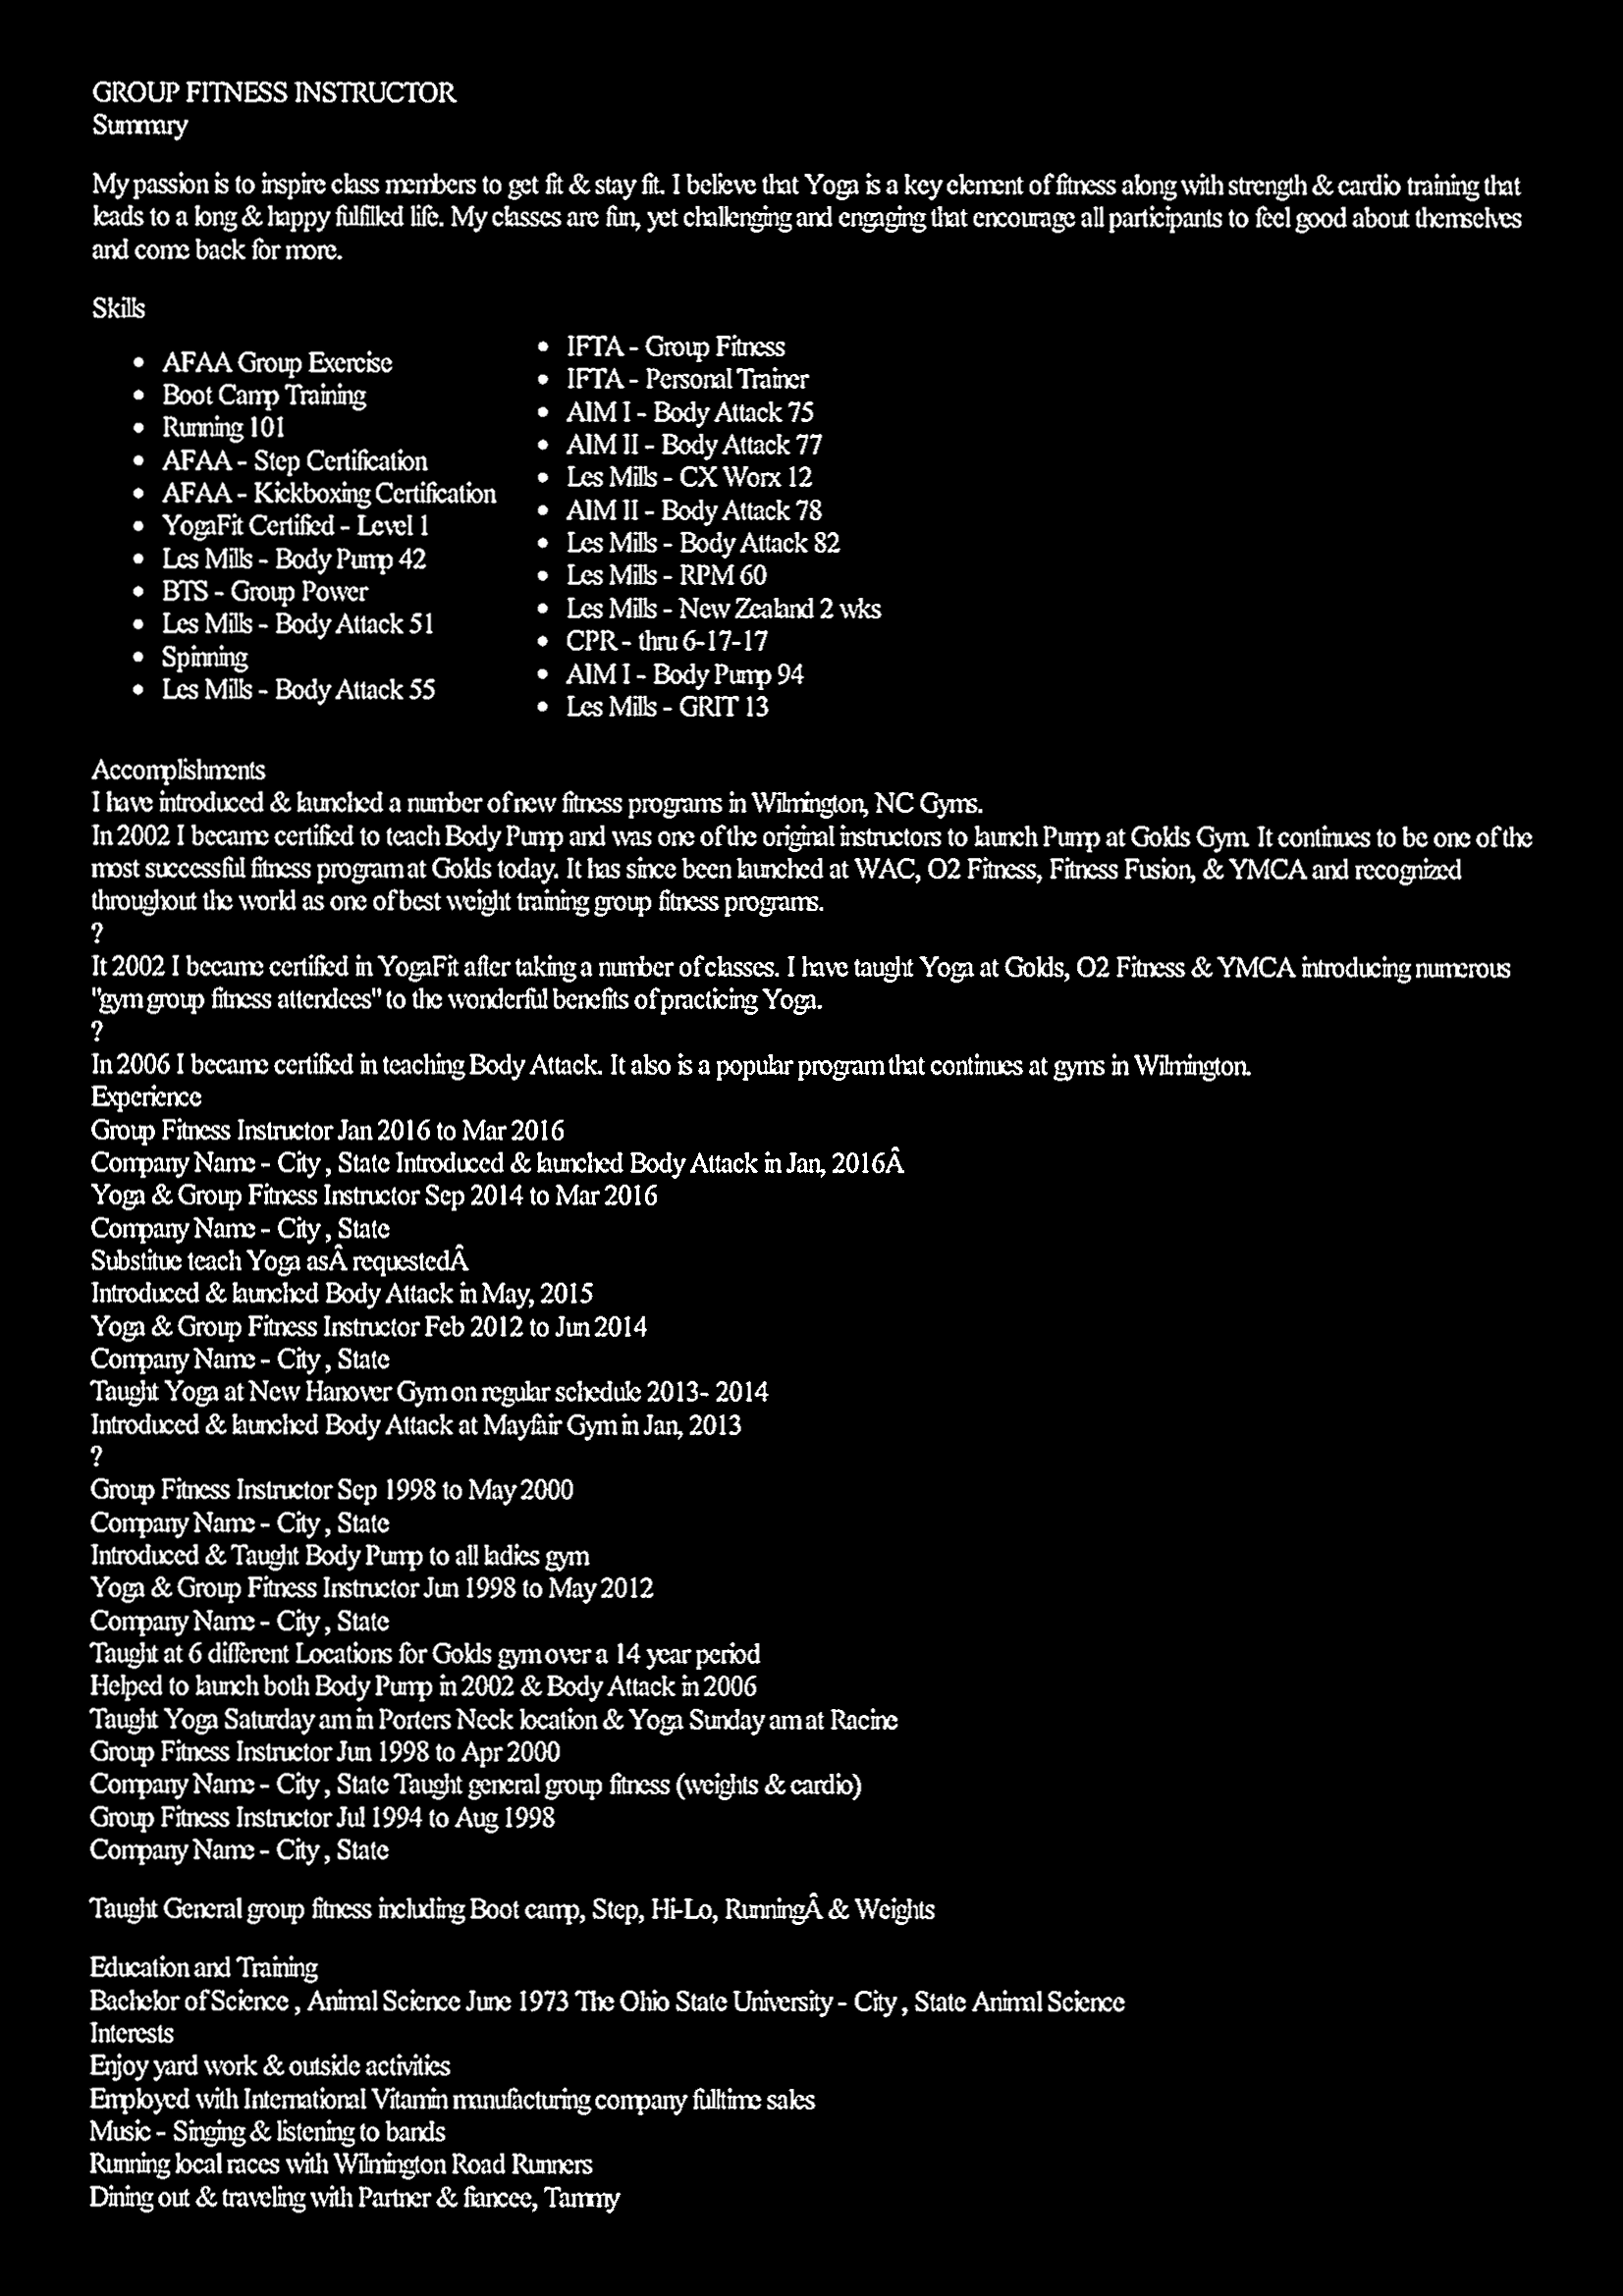 GROUP FITNESS INSTRUCTOR
Summary
My passion is to inspire class members to get fit & stay fit. I believe that Yoga is a key element of fitness along with strength & cardio training that
leads to a long & happy fulfilled life. My classes are fun, yet challenging and engaging that encourage all participants to feel good about themselves
and come back for more.
Skills
AFAA Group Exercise
Boot Camp Training
Running 101
AFAA - Step Certification
AFAA - Kickboxing Certification
YogaFit Certified - Level 1
Les Mills - Body Pump 42
BTS - Group Power
Les Mills - Body Attack 51
Spinning
Les Mills - Body Attack 55
IFTA - Group Fitness
IFTA - Personal Trainer
AIM I - Body Attack 75
AIM II - Body Attack 77
Les Mills - CX Worx 12
AIM II - Body Attack 78
Les Mills - Body Attack 82
Les Mills - RPM 60
Les Mills - New Zealand 2 wks
CPR - thru 6-17-17
AIM I - Body Pump 94
Les Mills - GRIT 13
Accomplishments
I have introduced & launched a number of new fitness programs in Wilmington, NC Gyms.
In 2002 I became certified to teach Body Pump and was one of the original instructors to launch Pump at Golds Gym. It continues to be one of the
most successful fitness program at Golds today. It has since been launched at WAC, O2 Fitness, Fitness Fusion, & YMCA and recognized
throughout the world as one of best weight training group fitness programs.
?
It 2002 I became certified in YogaFit after taking a number of classes. I have taught Yoga at Golds, O2 Fitness & YMCA introducing numerous
"gym group fitness attendees" to the wonderful benefits of practicing Yoga.
?
In 2006 I became certified in teaching Body Attack. It also is a popular program that continues at gyms in Wilmington.
Experience
Group Fitness Instructor Jan 2016 to Mar 2016
Company Name - City , State Introduced & launched Body Attack in Jan, 2016Â
Yoga & Group Fitness Instructor Sep 2014 to Mar 2016
Company Name - City , State
Substitue teach Yoga asÂ requestedÂ
Introduced & launched Body Attack in May, 2015
Yoga & Group Fitness Instructor Feb 2012 to Jun 2014
Company Name - City , State
Taught Yoga at New Hanover Gym on regular schedule 2013- 2014
Introduced & launched Body Attack at Mayfair Gym in Jan, 2013
?
Group Fitness Instructor Sep 1998 to May 2000
Company Name - City , State
Introduced & Taught Body Pump to all ladies gym
Yoga & Group Fitness Instructor Jun 1998 to May 2012
Company Name - City , State
Taught at 6 different Locations for Golds gym over a 14 year period
Helped to launch both Body Pump in 2002 & Body Attack in 2006
Taught Yoga Saturday am in Porters Neck location & Yoga Sunday am at Racine
Group Fitness Instructor Jun 1998 to Apr 2000
Company Name - City , State Taught general group fitness (weights & cardio)
Group Fitness Instructor Jul 1994 to Aug 1998
Company Name - City , State
Taught General group fitness including Boot camp, Step, Hi-Lo, RunningÂ & Weights
Education and Training
Bachelor of Science , Animal Science June 1973 The Ohio State University - City , State Animal Science
Interests
Enjoy yard work & outside activities
Employed with International Vitamin manufacturing company fulltime sales
Music - Singing & listening to bands
Running local races with Wilmington Road Runners
Dining out & traveling with Partner & fiancee, Tammy